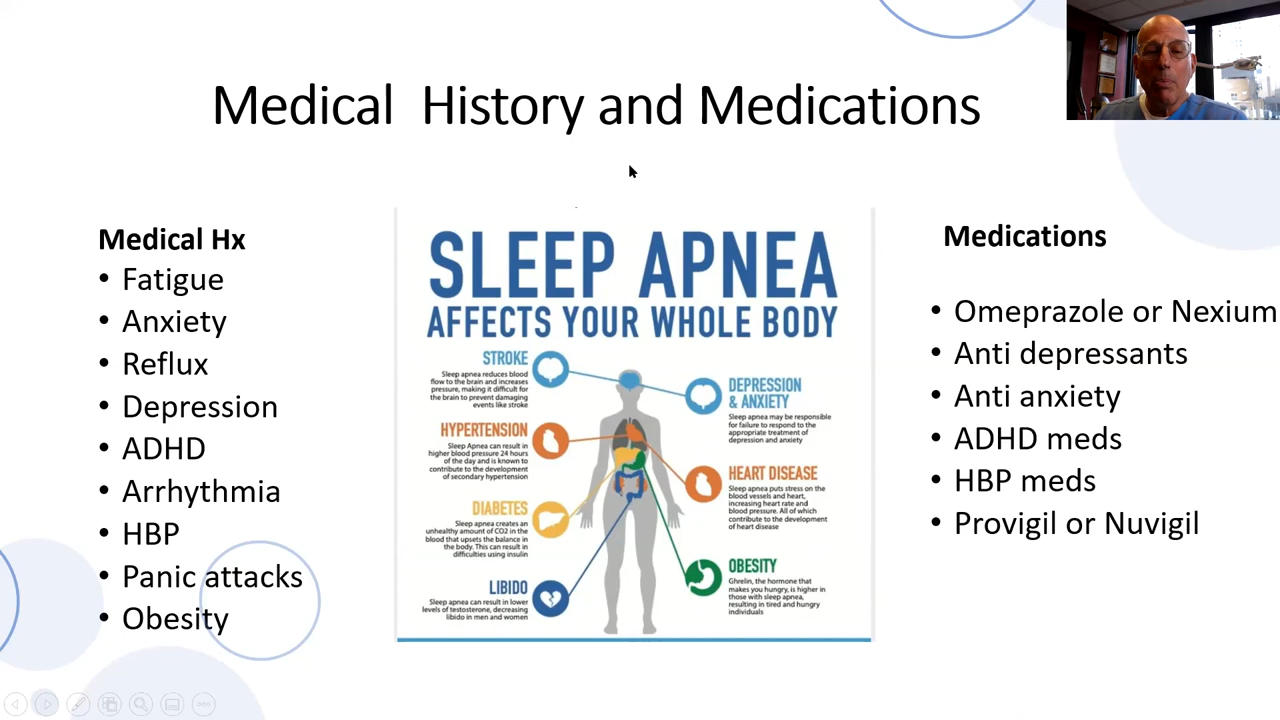 Medical History and Medications
Medical Hx
• Fatigue
• Anxiety
• Reflux
• Depression
• ADHD
• Arrhythmia
• HBP
• Panic attacks
• Obesity
SLEEP APNEA
AFFECTS YOUR WHOLE BODY
STROKE
Sleep apnea reduces blood
flow to the brain and increases
pressure, making it difficult for
the brain to prevent damaging
events like stroke
HYPERTENSION
Sleep Apnea can result in
higher blood pressure 24 hours
of the day and is known to
contribute to the development
of secondary hypertension
DIABETES
Sleep apnea creates an
unhealthy amount of CO2 in the
blood that upsets the balance in
the body. This can result in
difficulties using insulin
LIBIDO
Sleep apnea can result in lower
levels of testosterone, decreasing
libido in men and women
DEPRESSION
& ANXIETY
Sleep apnea may be responsible
for failure to respond to the
appropriate treatment of
depression and anxiety
HEART DISEASE
Sleep apnea puts stress on the
blood vessels and heart,
increasing heart rate and
blood pressure. All of which
contribute to the development
of heart disease
OBESITY
Ghrelin, the hormone that
makes you hungry, is higher in
those with sleep apnea,
resulting in tired and hungry
individuals
Medications
• Omeprazole or Nexium
• Anti depressants
• Anti anxiety
• ADHD meds
• HBP meds
• Provigil or Nuvigil